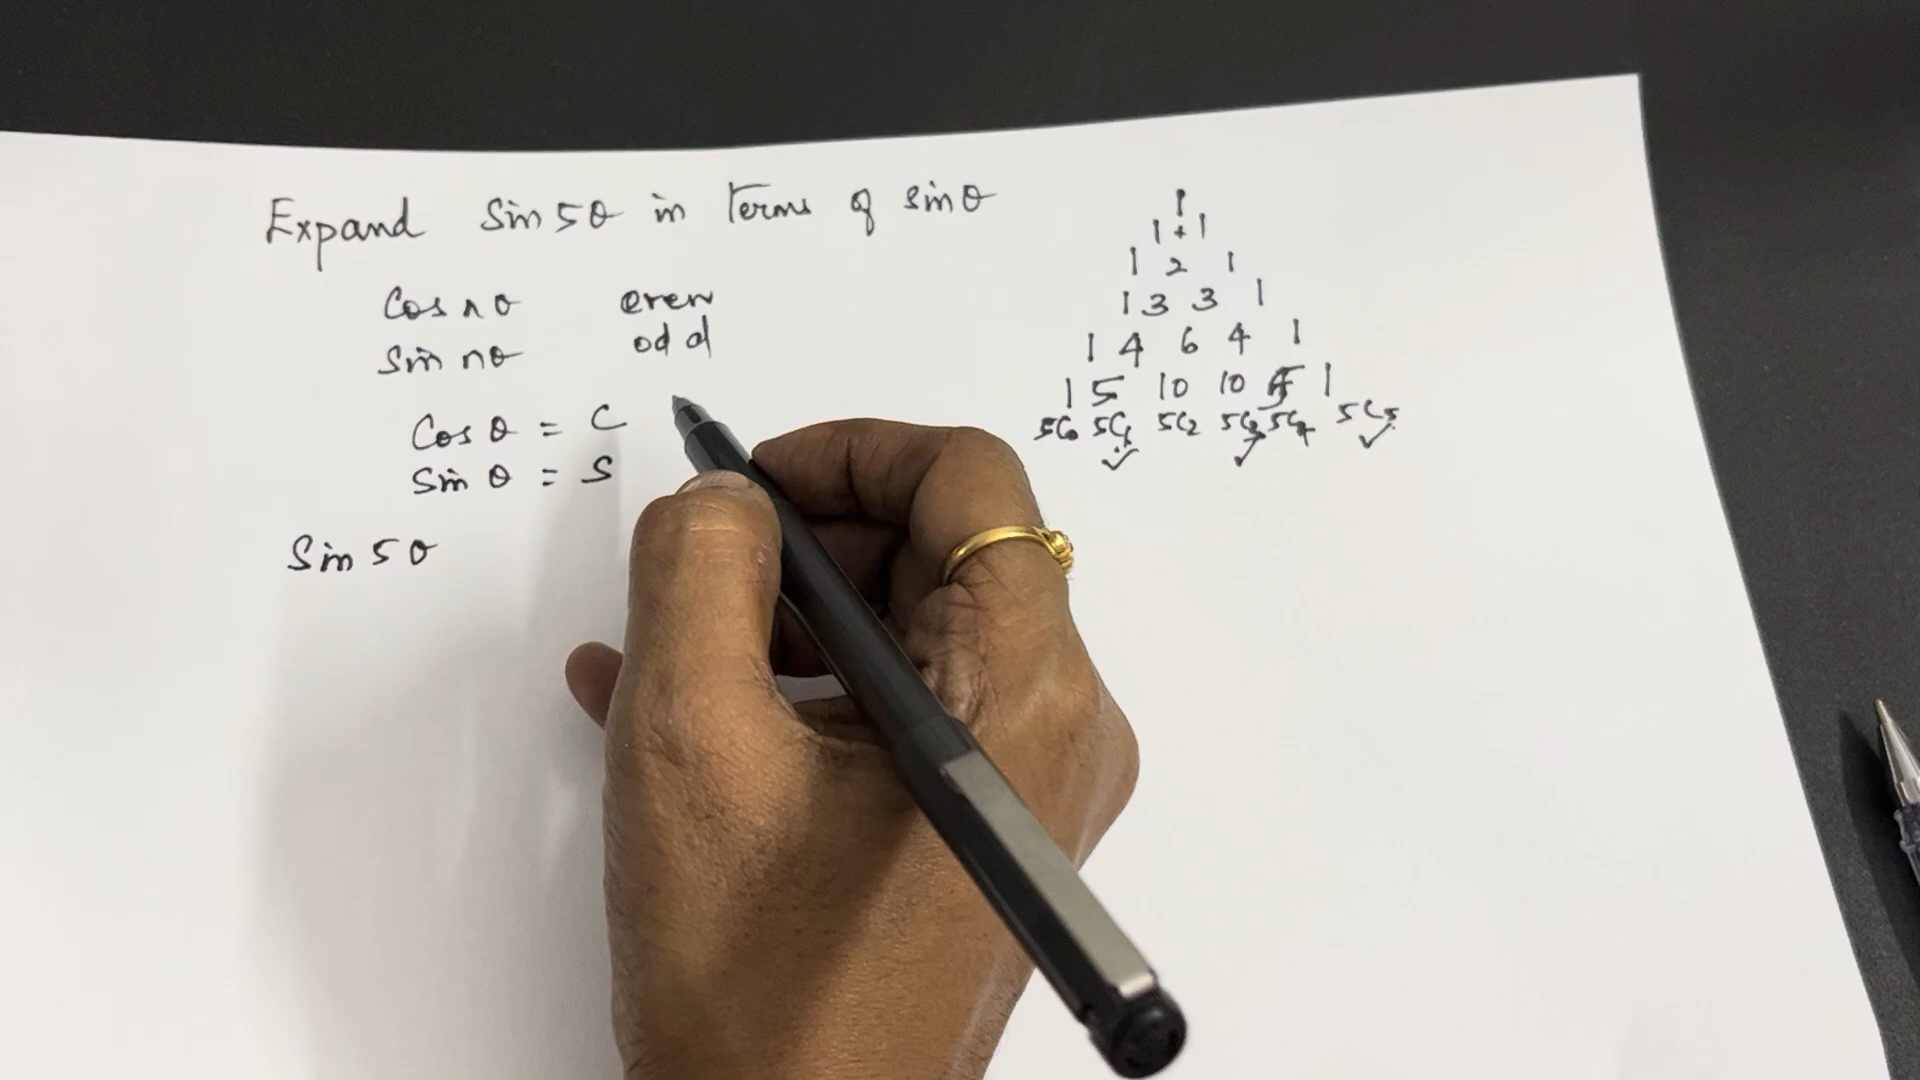 Expand Sin 5θ in terms of sinθ
Cos nθ even
Sin nθ odd
Cos θ = C
Sin θ = S
Sin 5θ
1
1 + 1
1 2 1
1 3 3 1
1 4 6 4 1
1 5 10 10 5 1
5C0 5C1 5C2 5C3 5C4 5C5